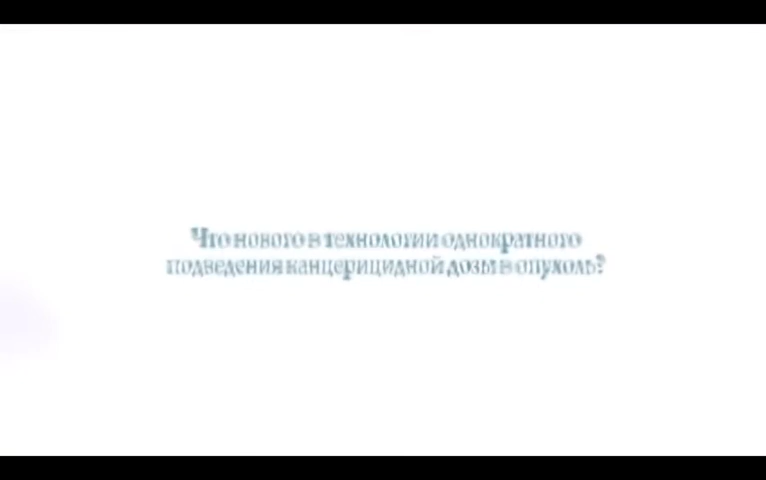 Что нового в технологии однократного
подведения канцерицидной дозы в опухоль?